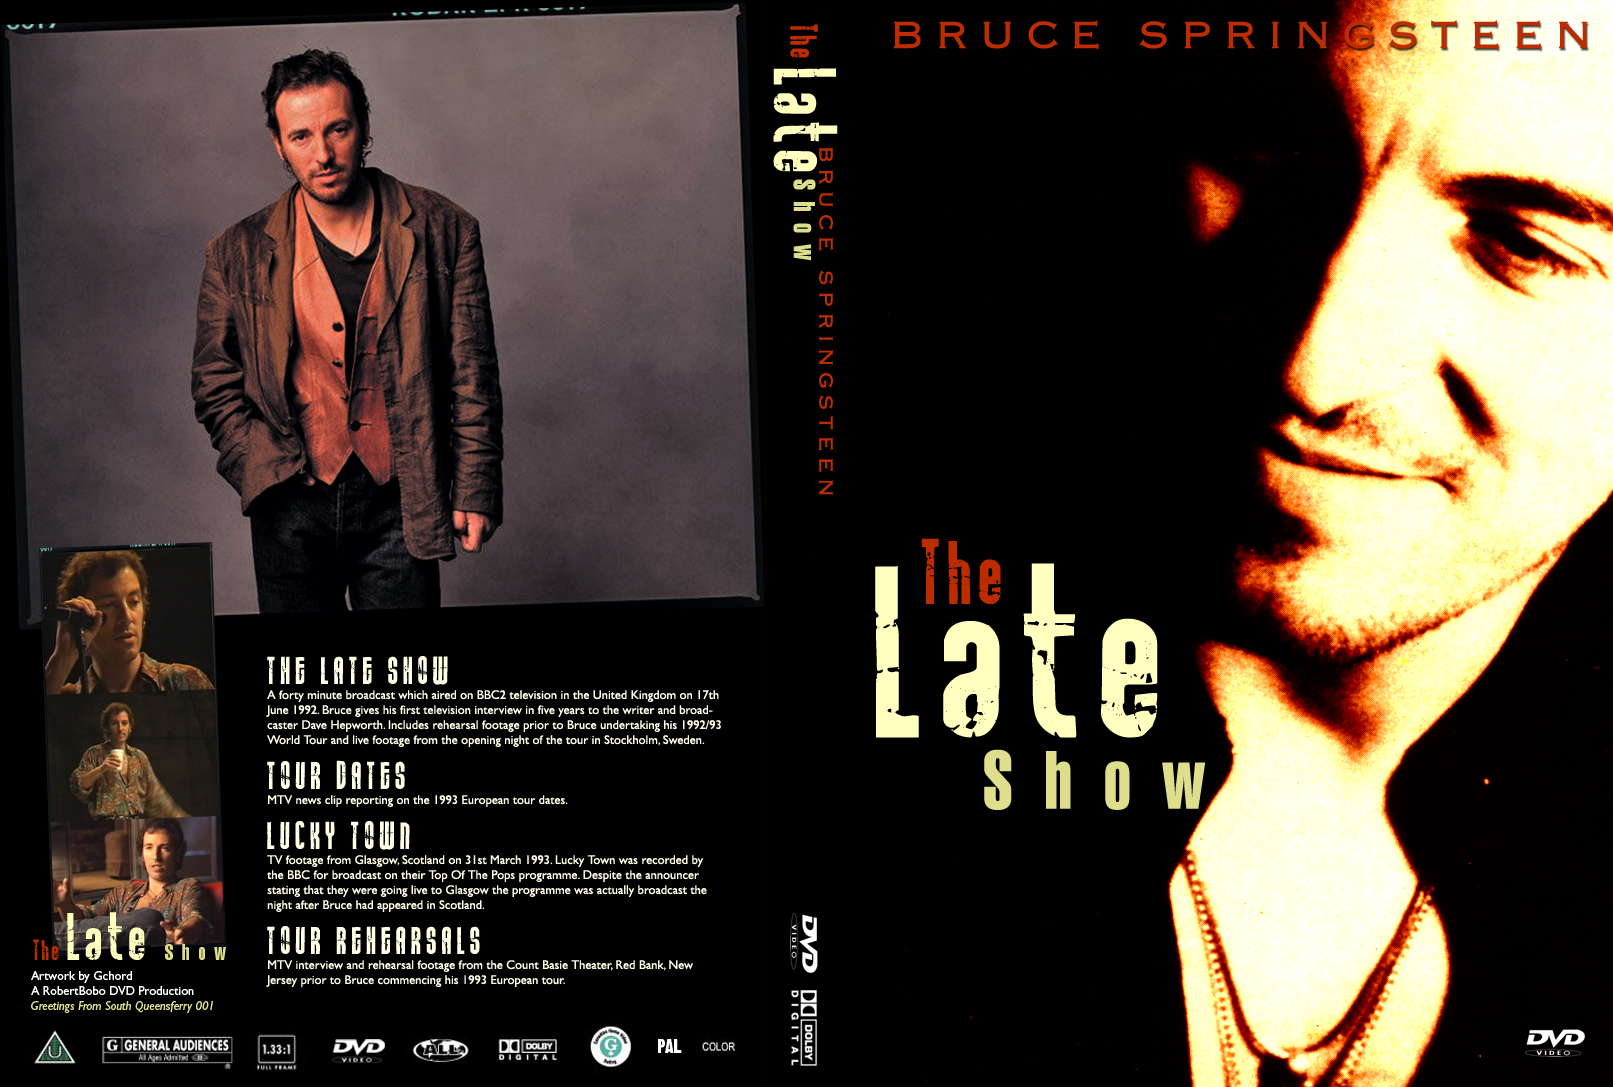 BRUCE SPRINGSTEEN
The
Late
Show
DVD
VIDEO
The Late Show
BRUCE SPRINGSTEEN
DVD
VIDEO
DOLBY
DIGITAL
THE LATE SHOW
A forty minute broadcast which aired on BBC2 television in the United Kingdom on 17th
June 1992. Bruce gives his first television interview in five years to the writer and broad-
caster Dave Hepworth. Includes rehearsal footage prior to Bruce undertaking his 1992/93
World Tour and live footage from the opening night of the tour in Stockholm, Sweden.
TOUR DATES
MTV news clip reporting on the 1993 European tour dates.
LUCKY TOWN
TV footage from Glasgow, Scotland on 31st March 1993. Lucky Town was recorded by
the BBC for broadcast on their Top Of The Pops programme. Despite the announcer
stating that they were going live to Glasgow the programme was actually broadcast the
night after Bruce had appeared in Scotland.
TOUR REHEARSALS
MTV interview and rehearsal footage from the Count Basie Theater, Red Bank, New
Jersey prior to Bruce commencing his 1993 European tour.
The Late Show
Artwork by Gchord
A RobertBobo DVD Production
Greetings From South Queensferry 001
U
G GENERAL AUDIENCES
All Ages Admitted
1.33:1
FULL FRAME
DVD
VIDEO
ALL
DOLBY
DIGITAL
G
PAL
COLOR